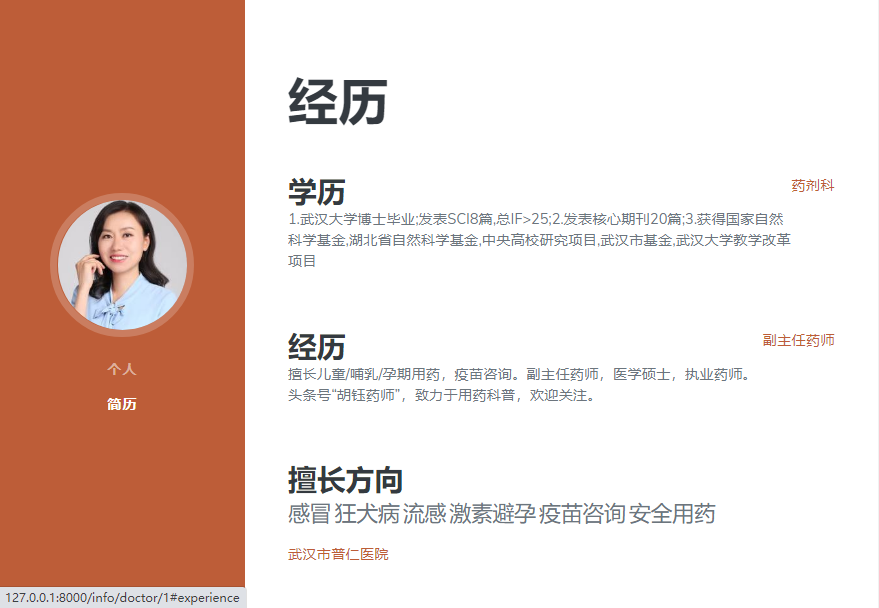 个人
简历
经历
学历
药剂科
1.武汉大学博士毕业;发表SCI8篇,总IF>25;2.发表核心期刊20篇;3.获得国家自然
科学基金,湖北省自然科学基金,中央高校研究项目,武汉市基金,武汉大学教学改革
项目
经历
副主任药师
擅长儿童/哺乳/孕期用药，疫苗咨询。副主任药师，医学硕士，执业药师。
头条号“胡钰药师”，致力于用药科普，欢迎关注。
擅长方向
感冒 狂犬病 流感 激素避孕 疫苗咨询 安全用药
武汉市普仁医院
127.0.0.1:8000/info/doctor/1#experience